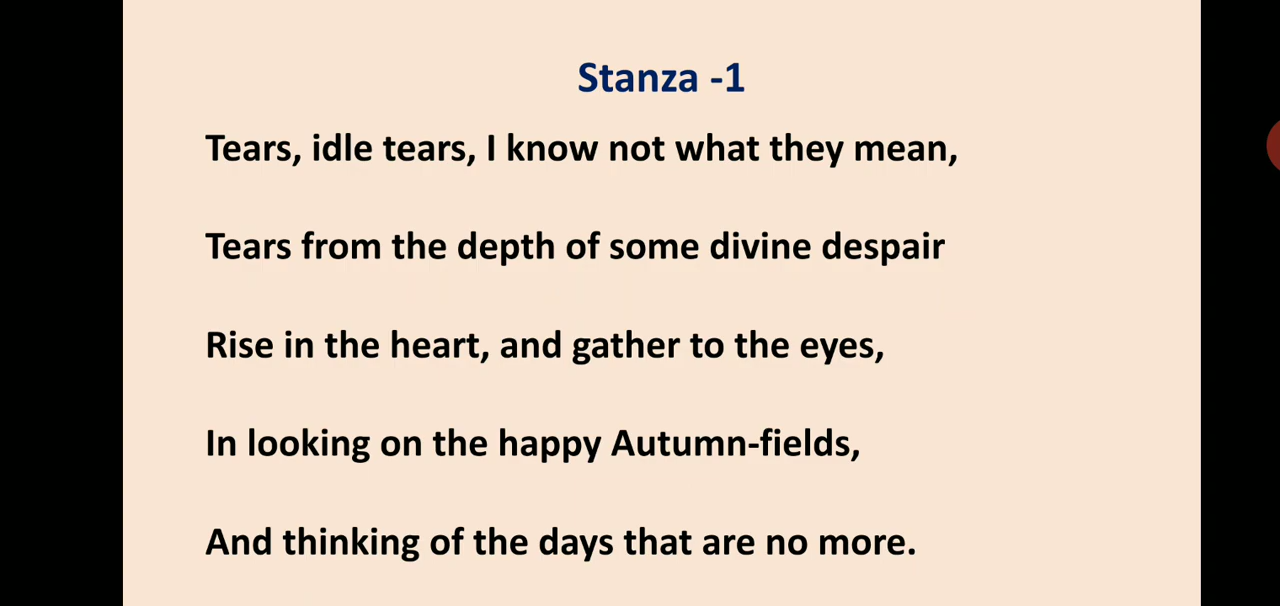 Stanza -1
Tears, idle tears, I know not what they mean,
Tears from the depth of some divine despair
Rise in the heart, and gather to the eyes,
In looking on the happy Autumn-fields,
And thinking of the days that are no more.